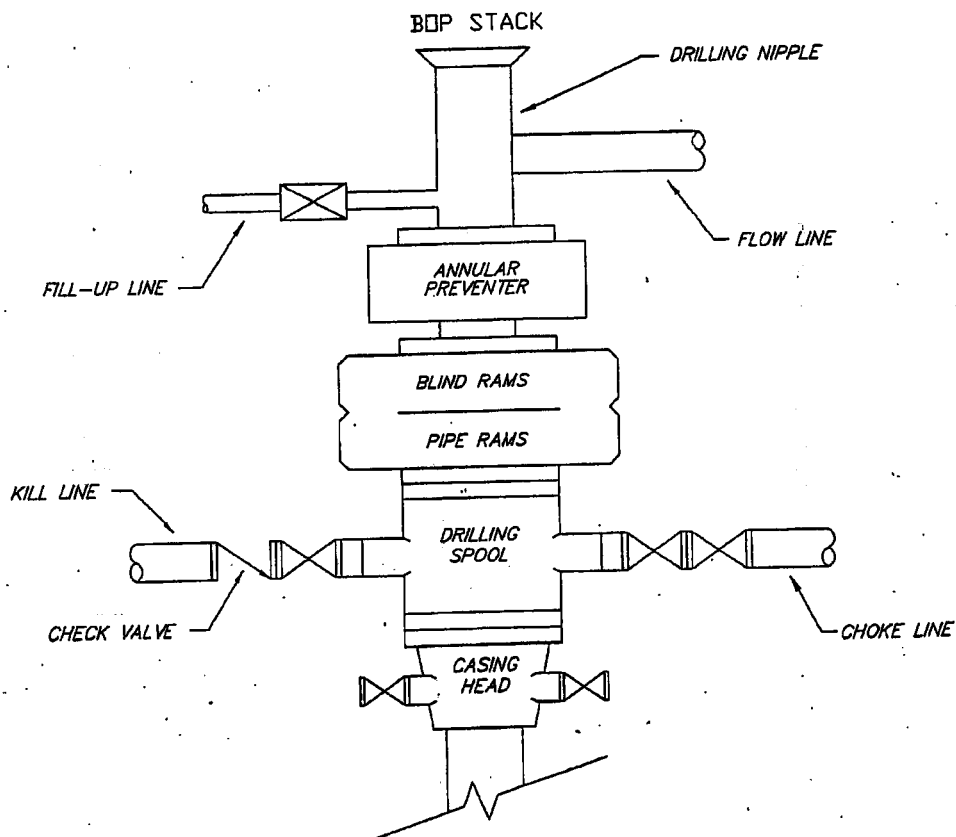 BOP STACK
DRILLING NIPPLE
FLOW LINE
FILL-UP LINE
ANNULAR
PREVENTER
BLIND RAMS
PIPE RAMS
KILL LINE
DRILLING
SPOOL
CHECK VALVE
CHOKE LINE
CASING
HEAD